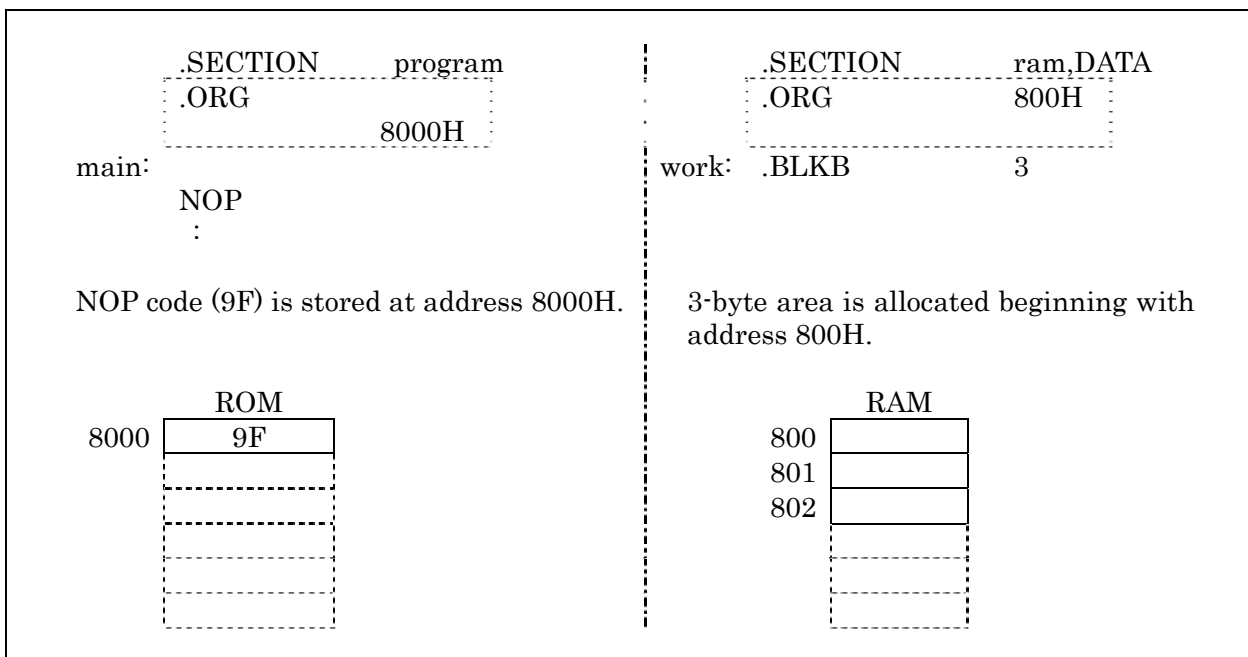 .SECTION program
.ORG
8000H
main:
NOP
:
NOP code (9F) is stored at address 8000H.
ROM
8000 9F
.SECTION ram,DATA
.ORG 800H
work: .BLKB 3
3-byte area is allocated beginning with
address 800H.
RAM
800
801
802